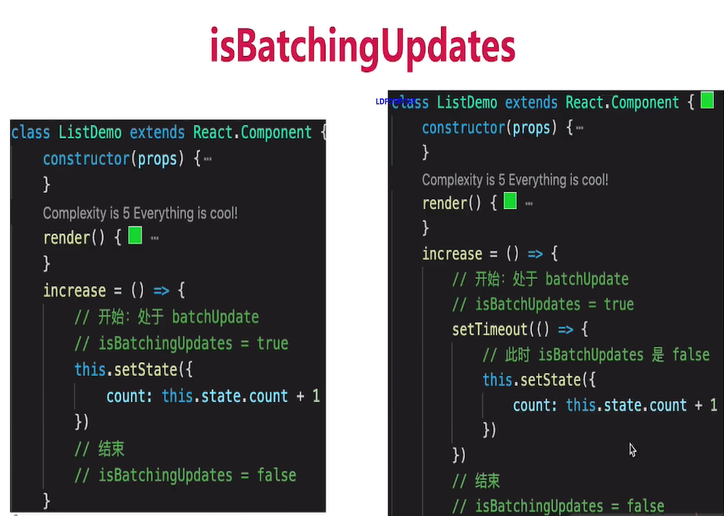 isBatchingUpdates
class ListDemo extends React.Component {
constructor(props) {⋯
}
Complexity is 5 Everything is cool!
render() { ⋯
}
increase = () => {
// 开始: 处于 batchUpdate
// isBatchingUpdates = true
this.setState({
count: this.state.count + 1
})
// 结束
// isBatchingUpdates = false
}
class ListDemo extends React.Component {
constructor(props) {⋯
}
Complexity is 5 Everything is cool!
render() { ⋯
}
increase = () => {
// 开始: 处于 batchUpdate
// isBatchUpdates = true
setTimeout(() => {
// 此时 isBatchUpdates 是 false
this.setState({
count: this.state.count + 1
})
})
// 结束
// isBatchingUpdates = false